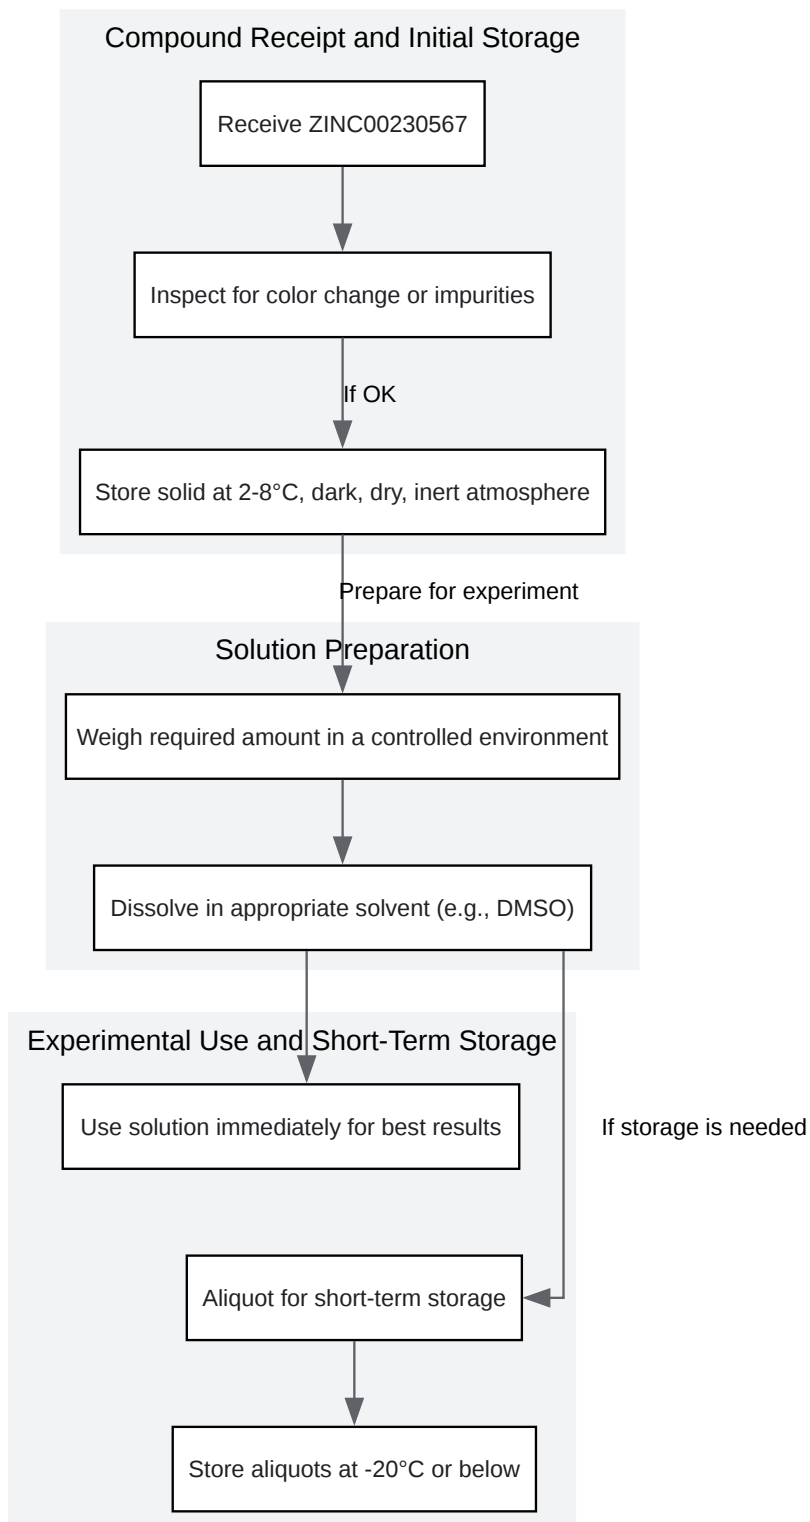 Compound Receipt and Initial Storage
Receive ZINC00230567
Inspect for color change or impurities
If OK
Store solid at 2-8°C, dark, dry, inert atmosphere
Prepare for experiment
Solution Preparation
Weigh required amount in a controlled environment
Dissolve in appropriate solvent (e.g., DMSO)
Experimental Use and Short-Term Storage
Use solution immediately for best results
If storage is needed
Aliquot for short-term storage
Store aliquots at -20°C or below